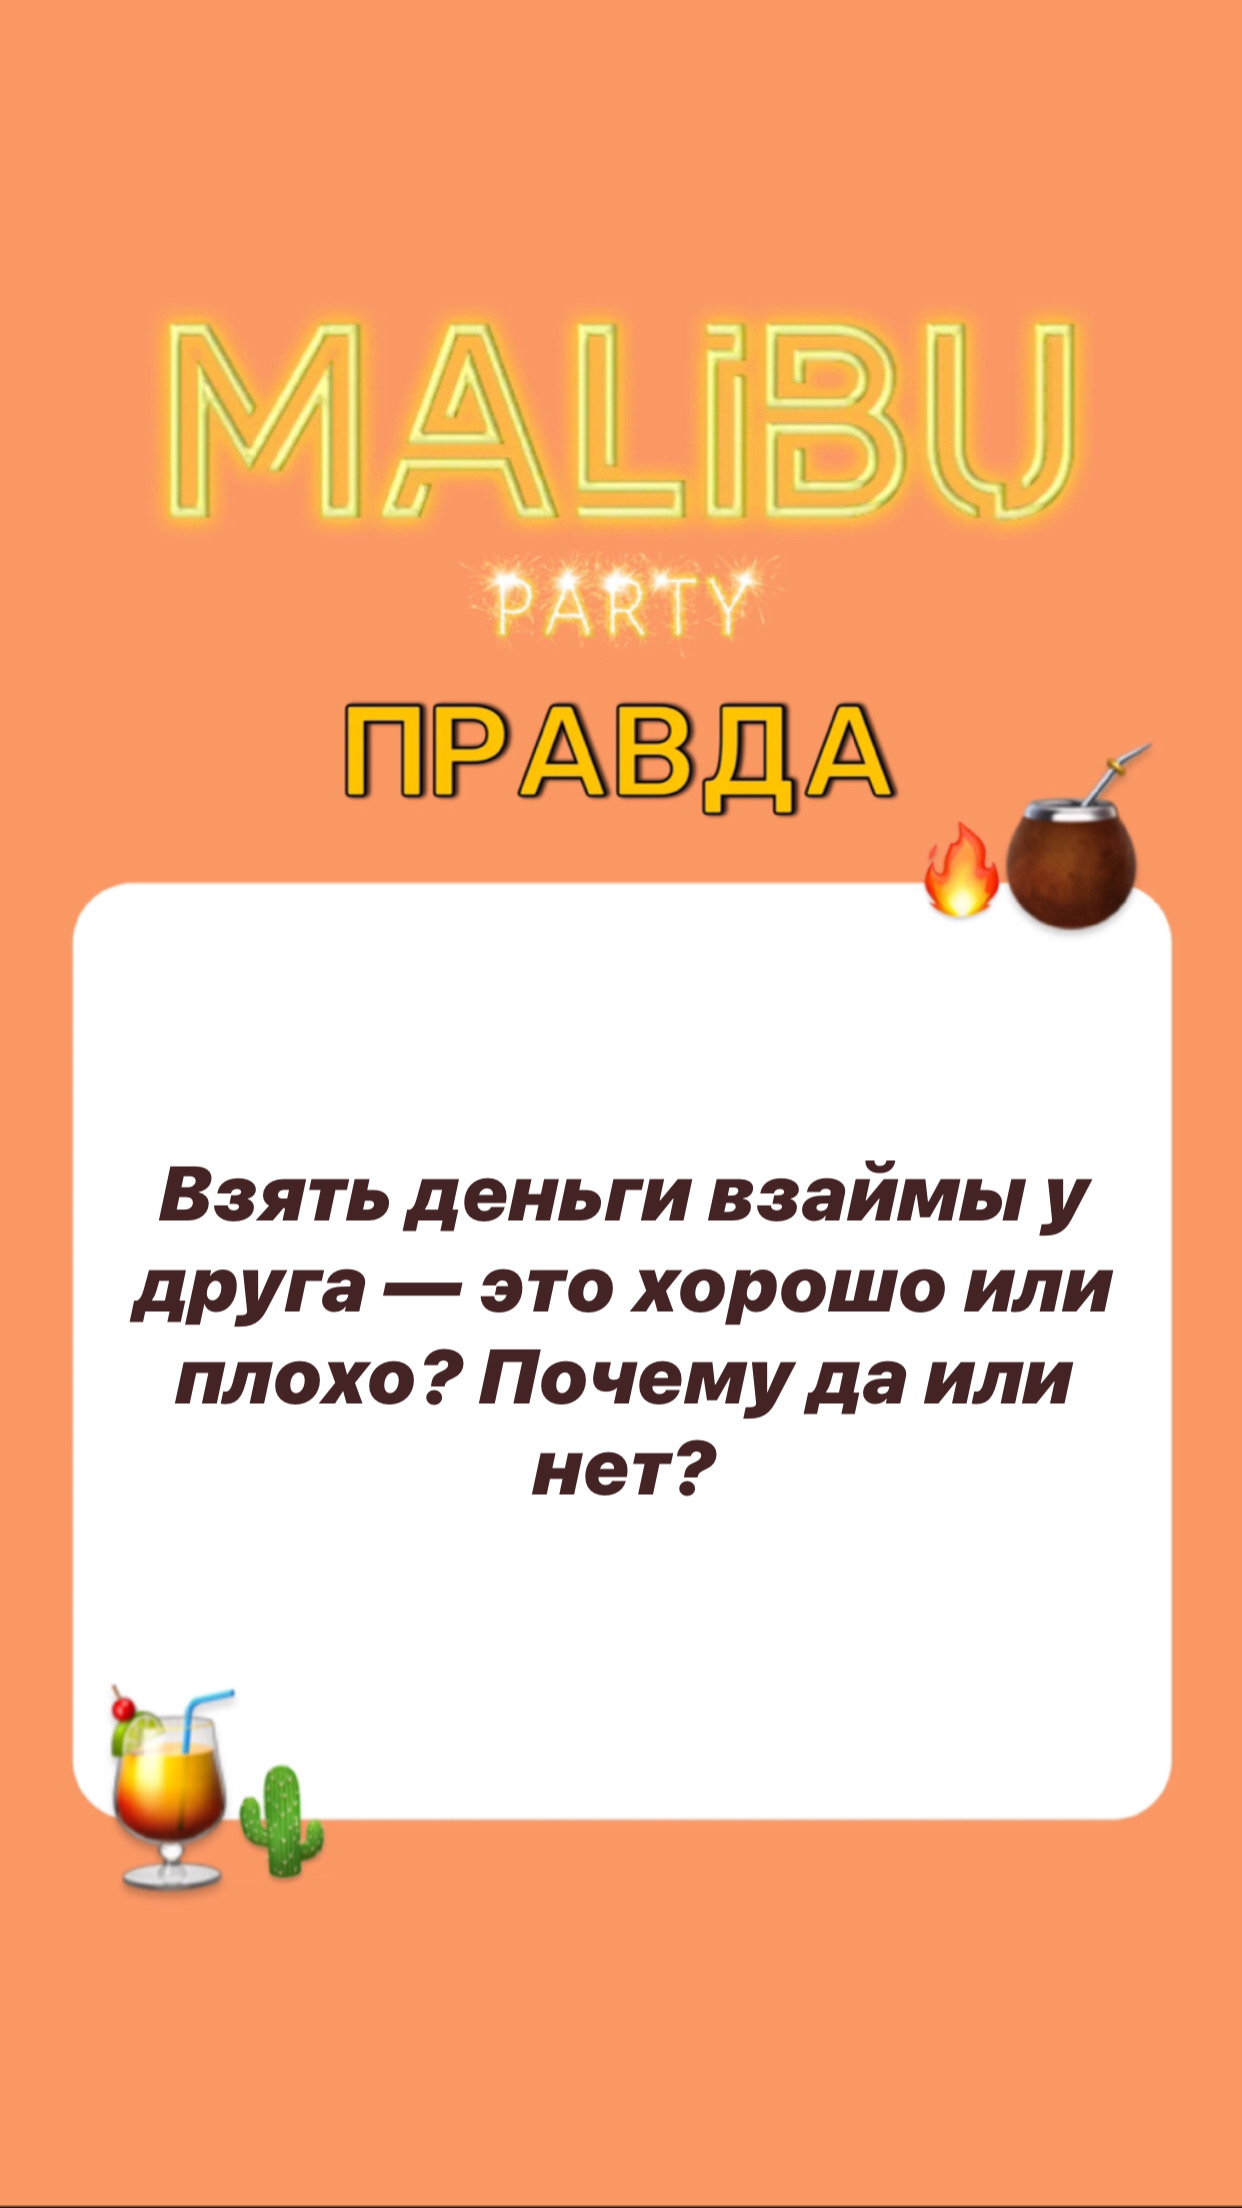 MALiBU
PARTY
ПРАВДА
Взять деньги взаймы у
друга — это хорошо или
плохо? Почему да или
нет?